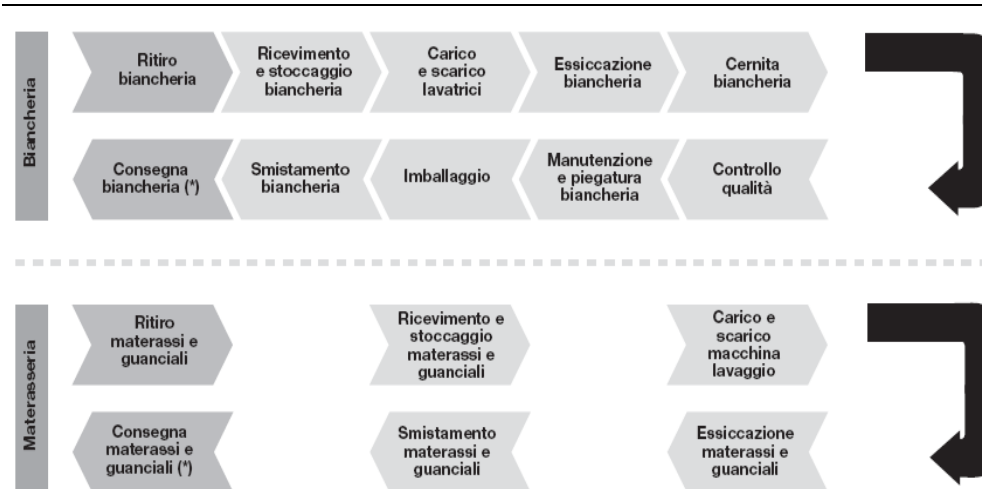 Biancheria
Ritiro
biancheria
Ricevimento
e stoccaggio
biancheria
Carico
e scarico
lavatrici
Essiccazione
biancheria
Cernita
biancheria
Consegna
biancheria (*)
Smistamento
biancheria
Imballaggio
Manutenzione
e piegatura
biancheria
Controllo
qualità
Materasseria
Ritiro
materassi e
guanciali
Ricevimento e
stoccaggio
materassi e
guanciali
Carico e
scarico
macchina
lavaggio
Consegna
materassi e
guanciali (*)
Smistamento
materassi e
guanciali
Essiccazione
materassi e
guanciali